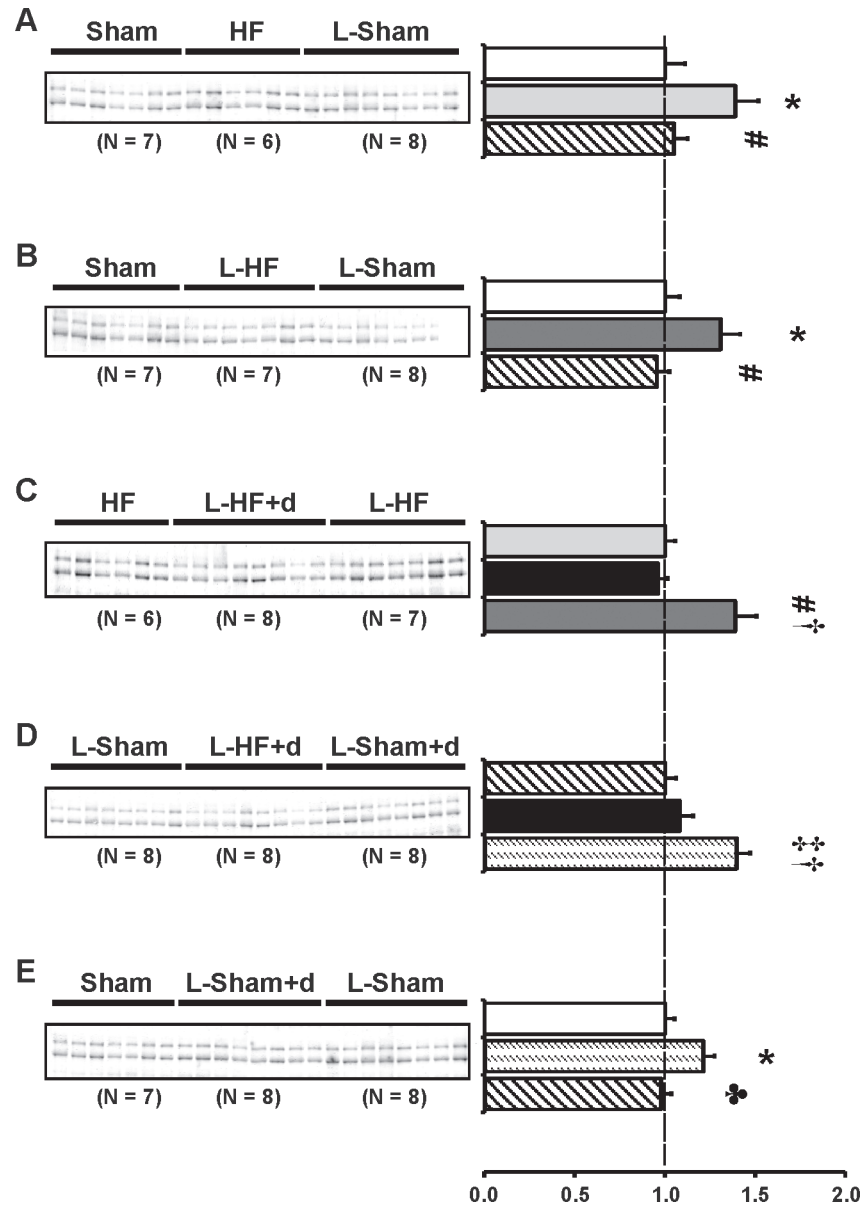 A
Sham HF L-Sham
(N = 7) (N = 6) (N = 8)
*
#
B
Sham L-HF L-Sham
(N = 7) (N = 7) (N = 8)
*
#
C
HF L-HF+d L-HF
(N = 6) (N = 8) (N = 7)
#
D
L-Sham L-HF+d L-Sham+d
(N = 8) (N = 8) (N = 8)
E
Sham L-Sham+d L-Sham
(N = 7) (N = 8) (N = 8)
*
♣
0.0 0.5 1.0 1.5 2.0